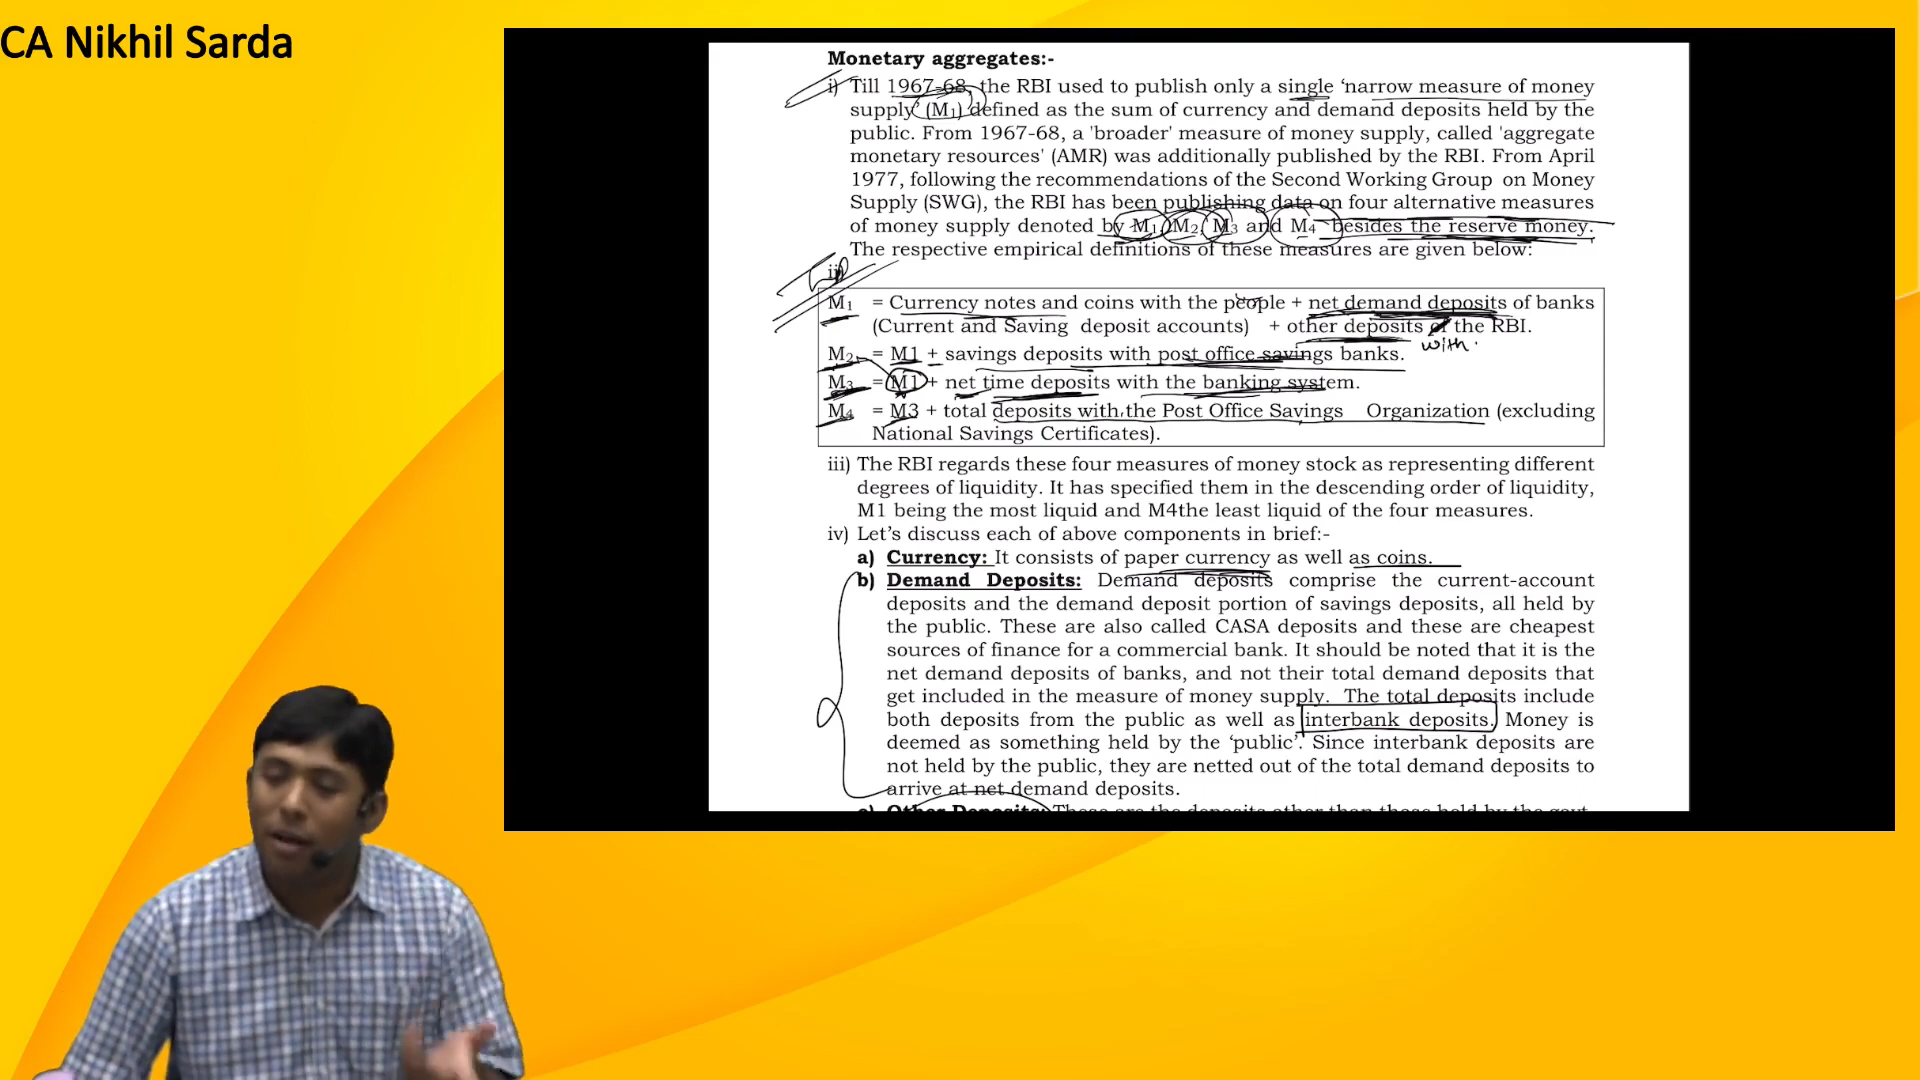 CA Nikhil Sarda
Monetary aggregates:-
i) Till 1967-68, the RBI used to publish only a single ‘narrow measure of money
supply’ (M1) defined as the sum of currency and demand deposits held by the
public. From 1967-68, a 'broader' measure of money supply, called 'aggregate
monetary resources' (AMR) was additionally published by the RBI. From April
1977, following the recommendations of the Second Working Group on Money
Supply (SWG), the RBI has been publishing data on four alternative measures
of money supply denoted by M1, M2, M3 and M4 besides the reserve money.
The respective empirical definitions of these measures are given below:
ii)
M1 = Currency notes and coins with the people + net demand deposits of banks
(Current and Saving deposit accounts) + other deposits of the RBI.
with.
M2 = M1 + savings deposits with post office savings banks.
M3 = M1 + net time deposits with the banking system.
M4 = M3 + total deposits with the Post Office Savings Organization (excluding
National Savings Certificates).
iii) The RBI regards these four measures of money stock as representing different
degrees of liquidity. It has specified them in the descending order of liquidity,
M1 being the most liquid and M4the least liquid of the four measures.
iv) Let’s discuss each of above components in brief:-
a) Currency: It consists of paper currency as well as coins.
b) Demand Deposits: Demand deposits comprise the current-account
deposits and the demand deposit portion of savings deposits, all held by
the public. These are also called CASA deposits and these are cheapest
sources of finance for a commercial bank. It should be noted that it is the
net demand deposits of banks, and not their total demand deposits that
get included in the measure of money supply. The total deposits include
both deposits from the public as well as interbank deposits. Money is
deemed as something held by the ‘public’. Since interbank deposits are
not held by the public, they are netted out of the total demand deposits to
arrive at net demand deposits.
c) Other Deposits: These are the deposits other than those held by the govt.